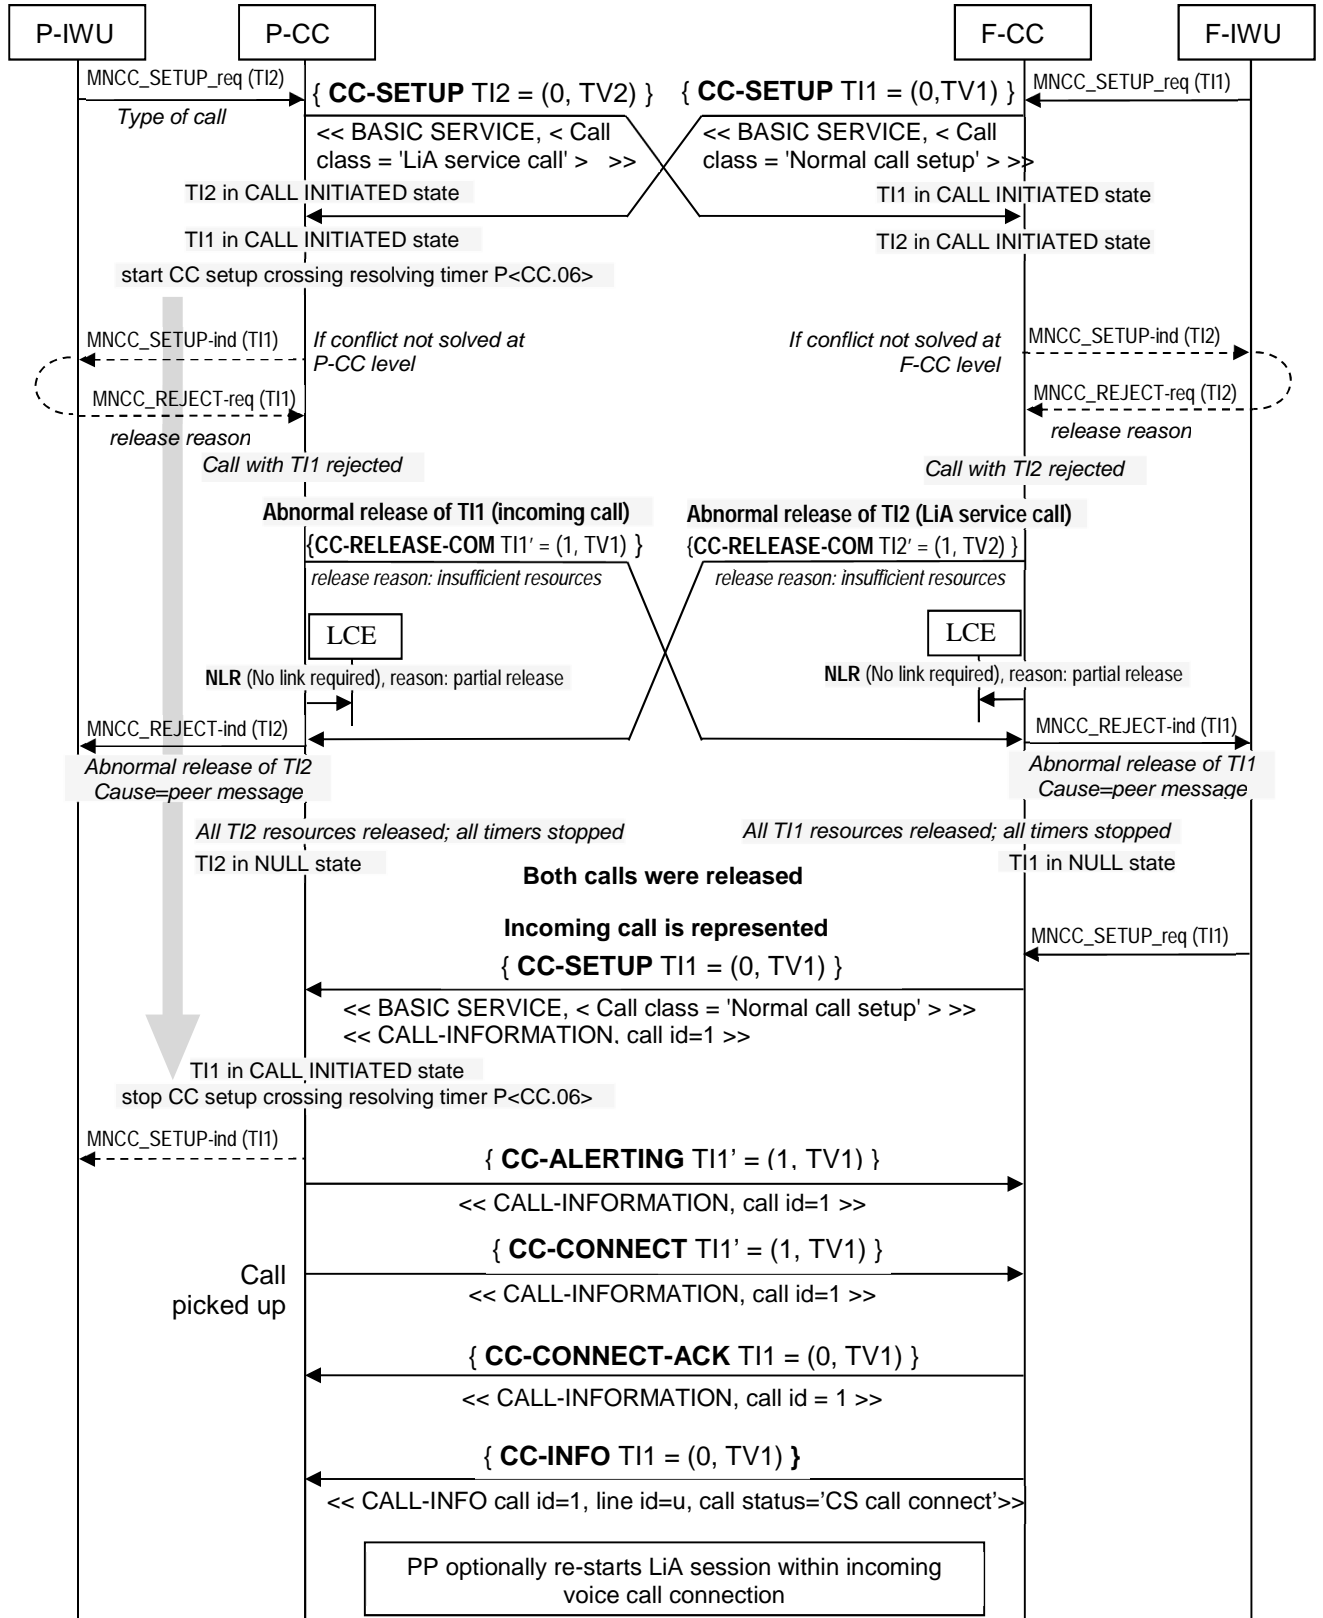 P-IWU P-CC F-CC F-IWU
MNCC_SETUP_req (TI2)
Type of call
{ CC-SETUP TI2 = (0, TV2) }
{ CC-SETUP TI1 = (0,TV1) }
MNCC_SETUP_req (TI1)
<< BASIC SERVICE, < Call
class = 'LiA service call' > >>
<< BASIC SERVICE, < Call
class = 'Normal call setup' > >>
TI2 in CALL INITIATED state
TI1 in CALL INITIATED state
TI1 in CALL INITIATED state
TI2 in CALL INITIATED state
start CC setup crossing resolving timer P<CC.06>
MNCC_SETUP-ind (TI1)
If conflict not solved at
P-CC level
If conflict not solved at
F-CC level
MNCC_SETUP-ind (TI2)
MNCC_REJECT-req (TI1)
release reason
MNCC_REJECT-req (TI2)
release reason
Call with TI1 rejected
Call with TI2 rejected
Abnormal release of TI1 (incoming call)
Abnormal release of TI2 (LiA service call)
{CC-RELEASE-COM TI1' = (1, TV1) }
{CC-RELEASE-COM TI2' = (1, TV2) }
release reason: insufficient resources
release reason: insufficient resources
LCE
LCE
NLR (No link required), reason: partial release
NLR (No link required), reason: partial release
MNCC_REJECT-ind (TI2)
MNCC_REJECT-ind (TI1)
Abnormal release of TI2
Cause=peer message
Abnormal release of TI1
Cause=peer message
All TI2 resources released; all timers stopped
All TI1 resources released; all timers stopped
TI2 in NULL state
TI1 in NULL state
Both calls were released
Incoming call is represented
MNCC_SETUP_req (TI1)
{ CC-SETUP TI1 = (0, TV1) }
<< BASIC SERVICE, < Call class = 'Normal call setup' > >>
<< CALL-INFORMATION, call id=1 >>
TI1 in CALL INITIATED state
stop CC setup crossing resolving timer P<CC.06>
MNCC_SETUP-ind (TI1)
{ CC-ALERTING TI1’ = (1, TV1) }
<< CALL-INFORMATION, call id=1 >>
{ CC-CONNECT TI1’ = (1, TV1) }
Call
picked up
<< CALL-INFORMATION, call id=1 >>
{ CC-CONNECT-ACK TI1 = (0, TV1) }
<< CALL-INFORMATION, call id = 1 >>
{ CC-INFO TI1 = (0, TV1) }
<< CALL-INFO call id=1, line id=u, call status=’CS call connect’>>
PP optionally re-starts LiA session within incoming
voice call connection